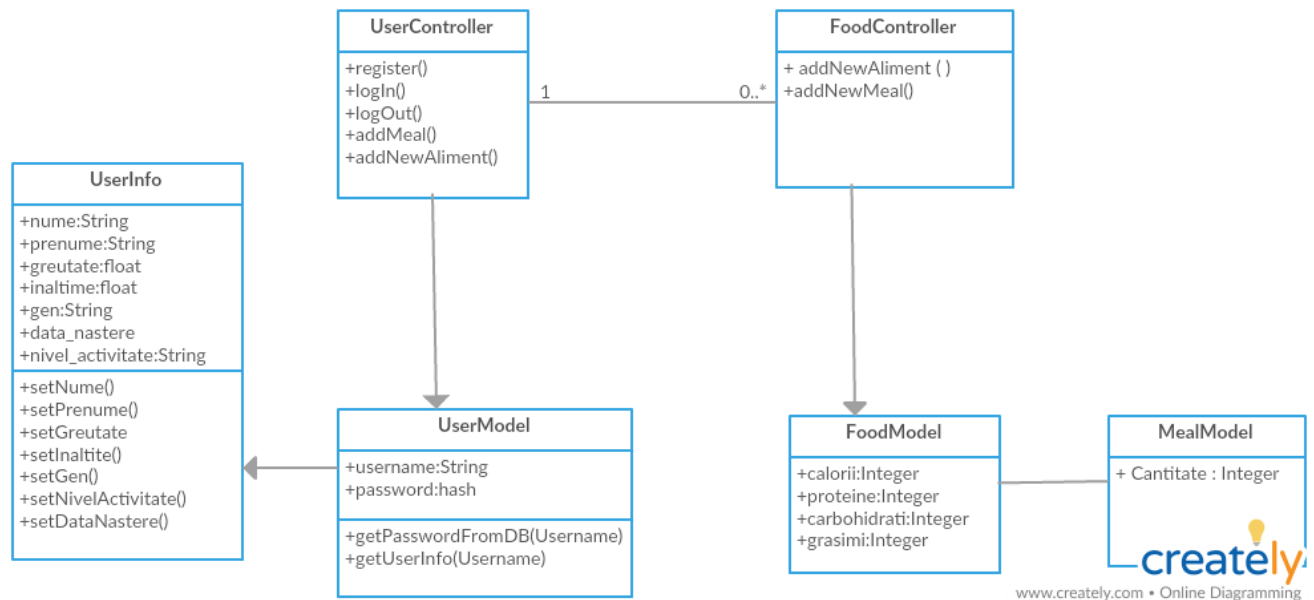 UserController
+register()
+logIn()
+logOut()
+addMeal()
+addNewAliment()
1
0..*
FoodController
+ addNewAliment ( )
+addNewMeal()
UserInfo
+nume:String
+prenume:String
+greutate:float
+inaltime:float
+gen:String
+data_nastere
+nivel_activitate:String
+setNume()
+setPrenume()
+setGreutate
+setInaltite()
+setGen()
+setNivelActivitate()
+setDataNastere()
UserModel
+username:String
+password:hash
+getPasswordFromDB(Username)
+getUserInfo(Username)
FoodModel
+calorii:Integer
+proteine:Integer
+carbohidrati:Integer
+grasimi:Integer
MealModel
+ Cantitate : Integer
creately
www.creately.com • Online Diagramming